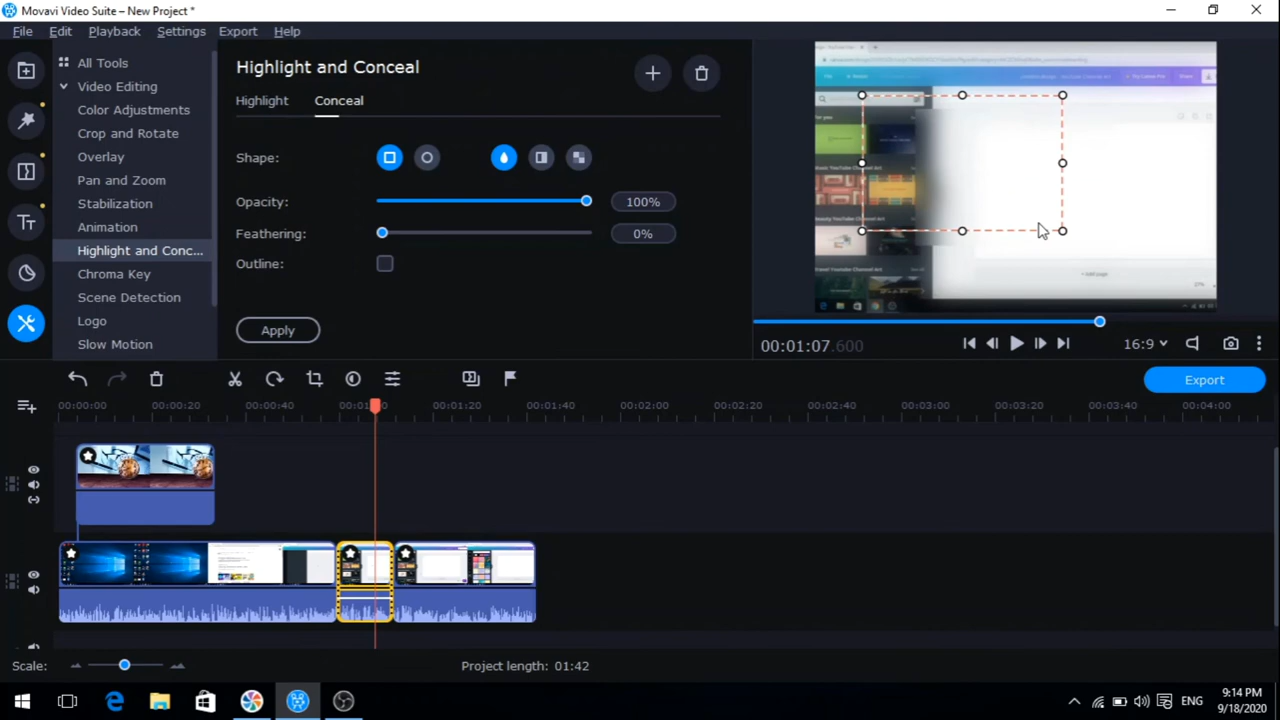 Movavi Video Suite – New Project *
File Edit Playback Settings Export Help
All Tools
Video Editing
Color Adjustments
Crop and Rotate
Overlay
Pan and Zoom
Stabilization
Animation
Highlight and Conc...
Chroma Key
Scene Detection
Logo
Slow Motion
Highlight and Conceal
Highlight Conceal
Shape:
Opacity: 100%
Feathering: 0%
Outline:
Apply
For you
+ Add page
00:01:07.600
16:9
Export
00:00:00 00:00:20 00:00:40 00:01:20 00:01:40 00:02:00 00:02:20 00:02:40 00:03:00 00:03:20 00:03:40 00:04:00
Scale:
Project length: 01:42
ENG
9:14 PM
9/18/2020